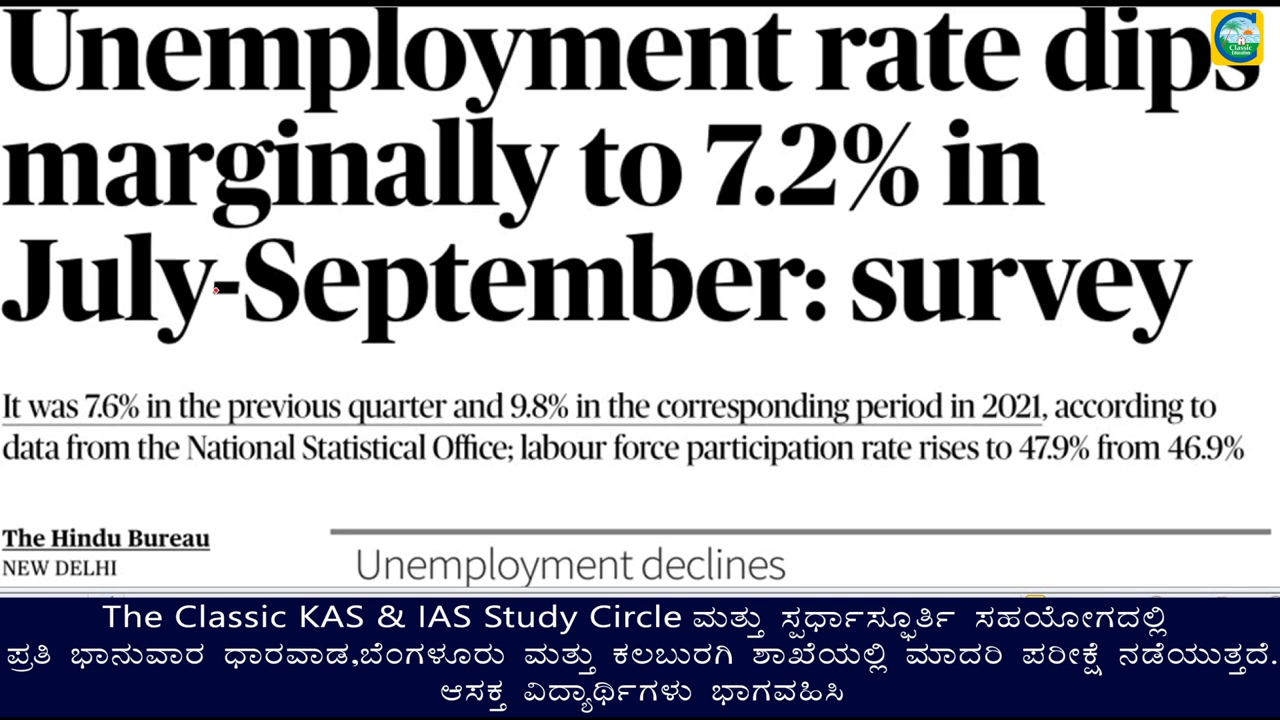 Unemployment rate dips
marginally to 7.2% in
July-September: survey
It was 7.6% in the previous quarter and 9.8% in the corresponding period in 2021, according to
data from the National Statistical Office; labour force participation rate rises to 47.9% from 46.9%
The Hindu Bureau
NEW DELHI
Unemployment declines
Classic
Education
The Classic KAS & IAS Study Circle ಮತ್ತು ಸ್ಪರ್ಧಾಸ್ಫೂರ್ತಿ ಸಹಯೋಗದಲ್ಲಿ
ಪ್ರತಿ ಭಾನುವಾರ ಧಾರವಾಡ,ಬೆಂಗಳೂರು ಮತ್ತು ಕಲಬುರಗಿ ಶಾಖೆಯಲ್ಲಿ ಮಾದರಿ ಪರೀಕ್ಷೆ ನಡೆಯುತ್ತದೆ.
ಆಸಕ್ತ ವಿದ್ಯಾರ್ಥಿಗಳು ಭಾಗವಹಿಸಿ